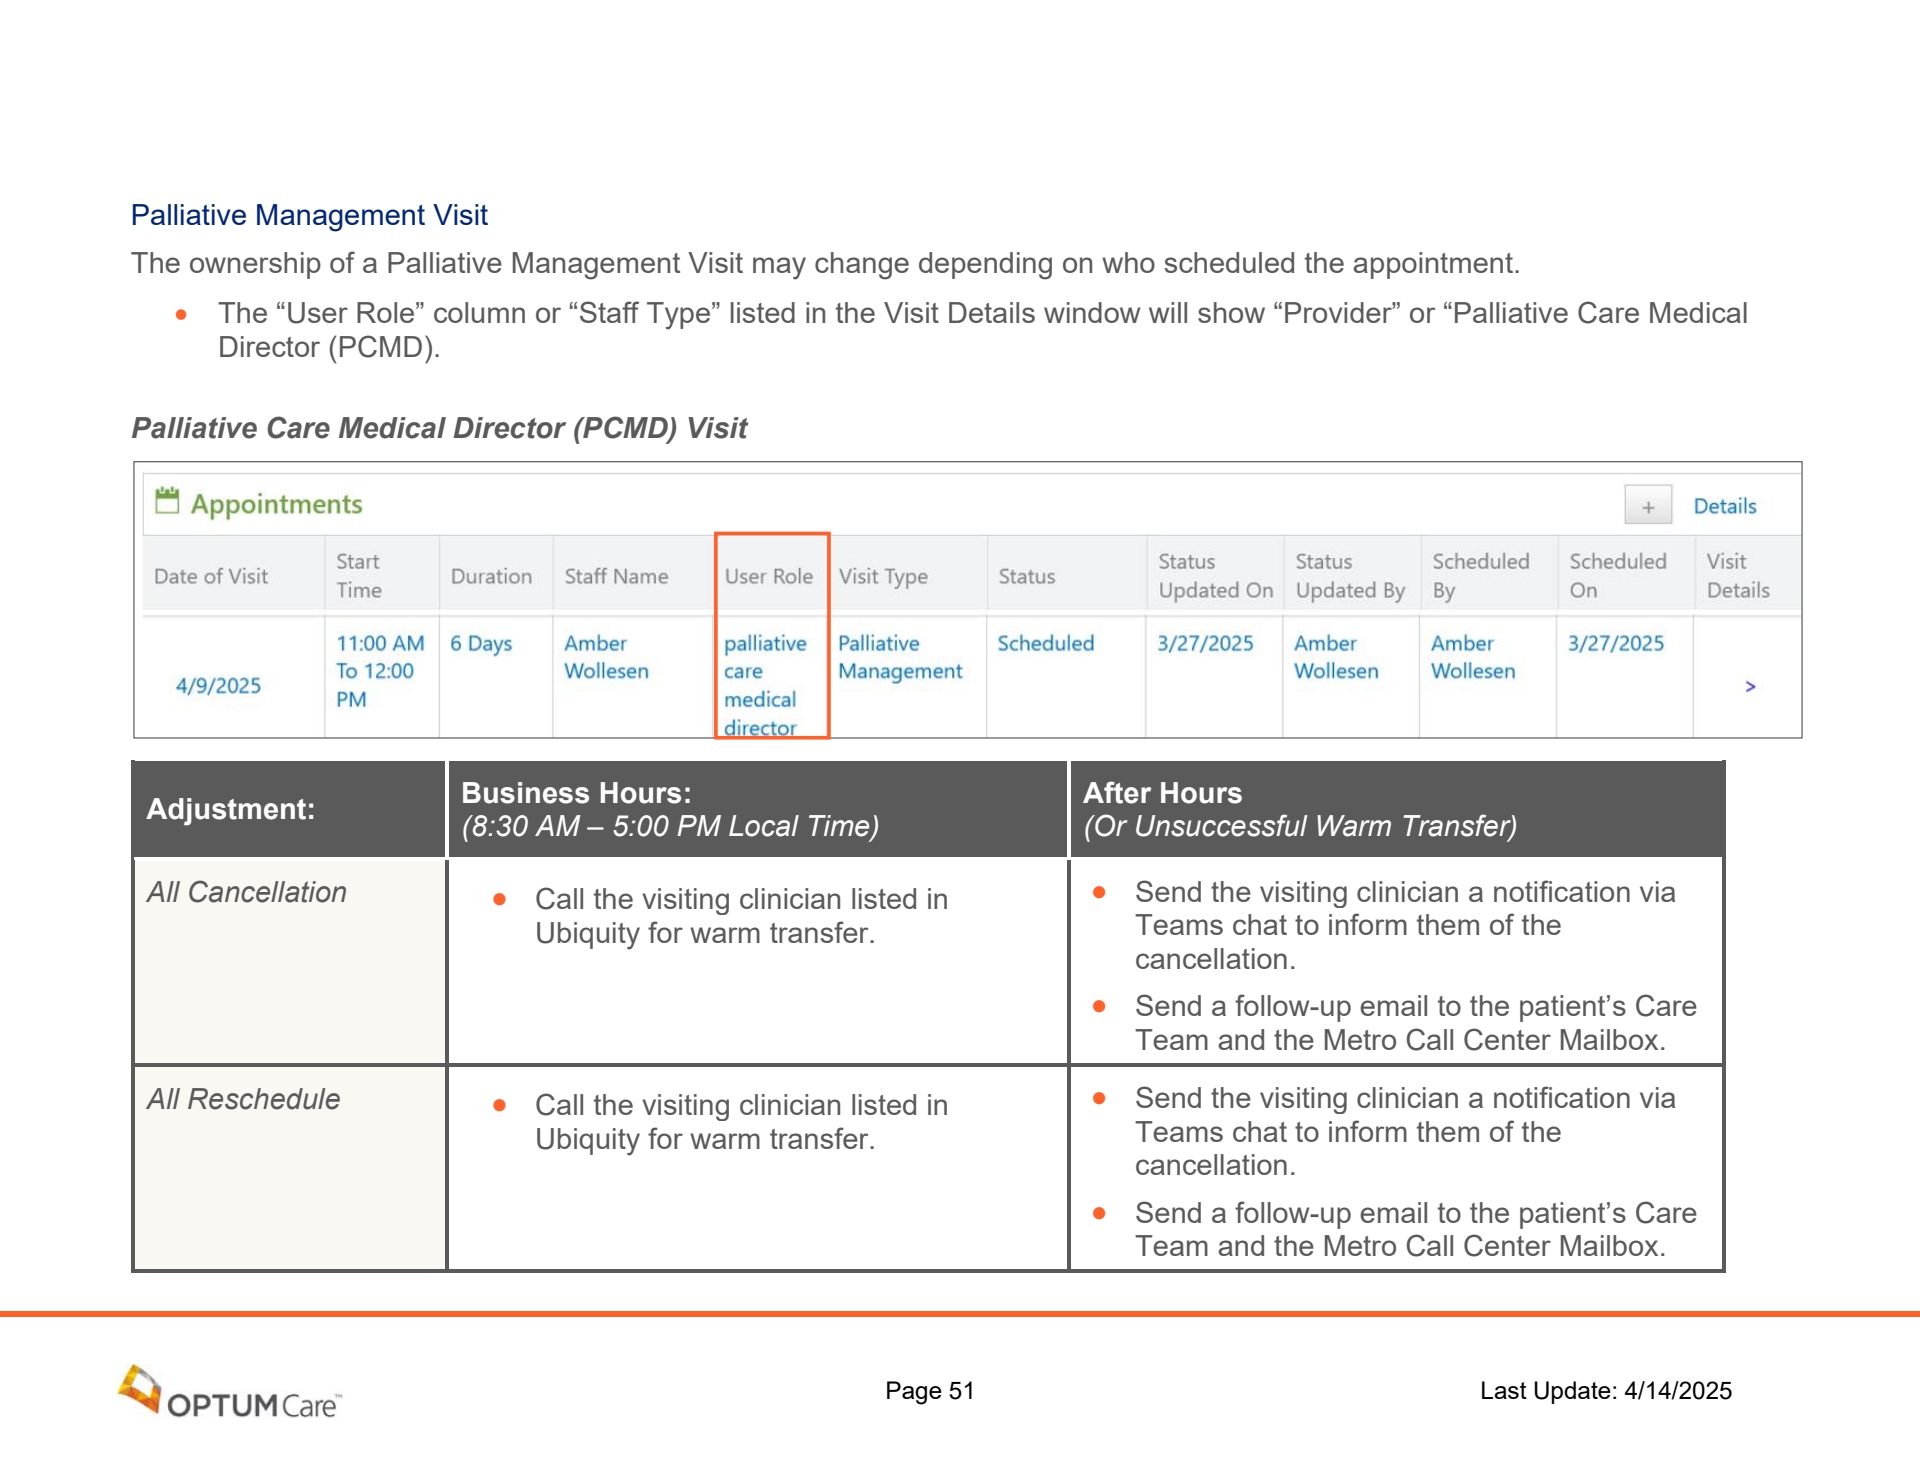 Palliative Management Visit
The ownership of a Palliative Management Visit may change depending on who scheduled the appointment.
• The “User Role” column or “Staff Type” listed in the Visit Details window will show “Provider” or “Palliative Care Medical
Director (PCMD).
Palliative Care Medical Director (PCMD) Visit
Appointments + Details
Date of Visit Start Time Duration Staff Name User Role Visit Type Status Status Updated On Status Updated By Scheduled By Scheduled On Visit Details
4/9/2025 11:00 AM To 12:00 PM 6 Days Amber Wollesen palliative care medical director Palliative Management Scheduled 3/27/2025 Amber Wollesen Amber Wollesen 3/27/2025 >
Adjustment:
Business Hours:
(8:30 AM – 5:00 PM Local Time)
After Hours
(Or Unsuccessful Warm Transfer)
All Cancellation
• Call the visiting clinician listed in
Ubiquity for warm transfer.
• Send the visiting clinician a notification via
Teams chat to inform them of the
cancellation.
• Send a follow-up email to the patient’s Care
Team and the Metro Call Center Mailbox.
All Reschedule
• Call the visiting clinician listed in
Ubiquity for warm transfer.
• Send the visiting clinician a notification via
Teams chat to inform them of the
cancellation.
• Send a follow-up email to the patient’s Care
Team and the Metro Call Center Mailbox.
OPTUM Care™
Page 51
Last Update: 4/14/2025